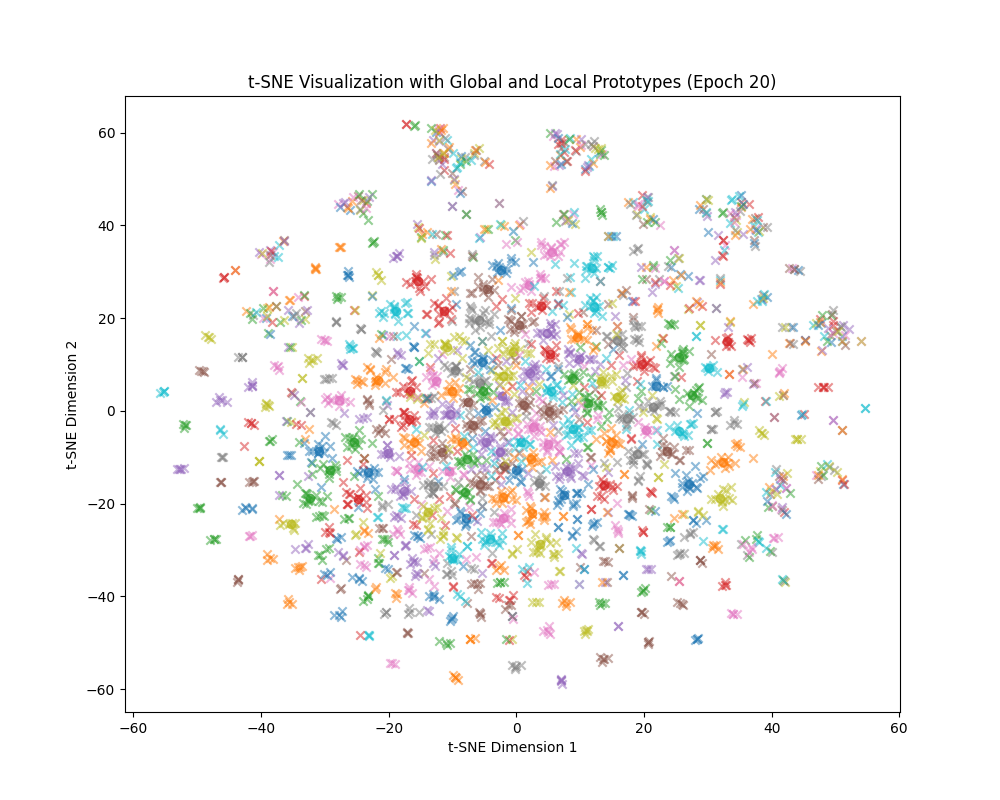 t-SNE Visualization with Global and Local Prototypes (Epoch 20)
60
40
20
0
−20
−40
−60
t-SNE Dimension 2
−60 −40 −20 0 20 40 60
t-SNE Dimension 1